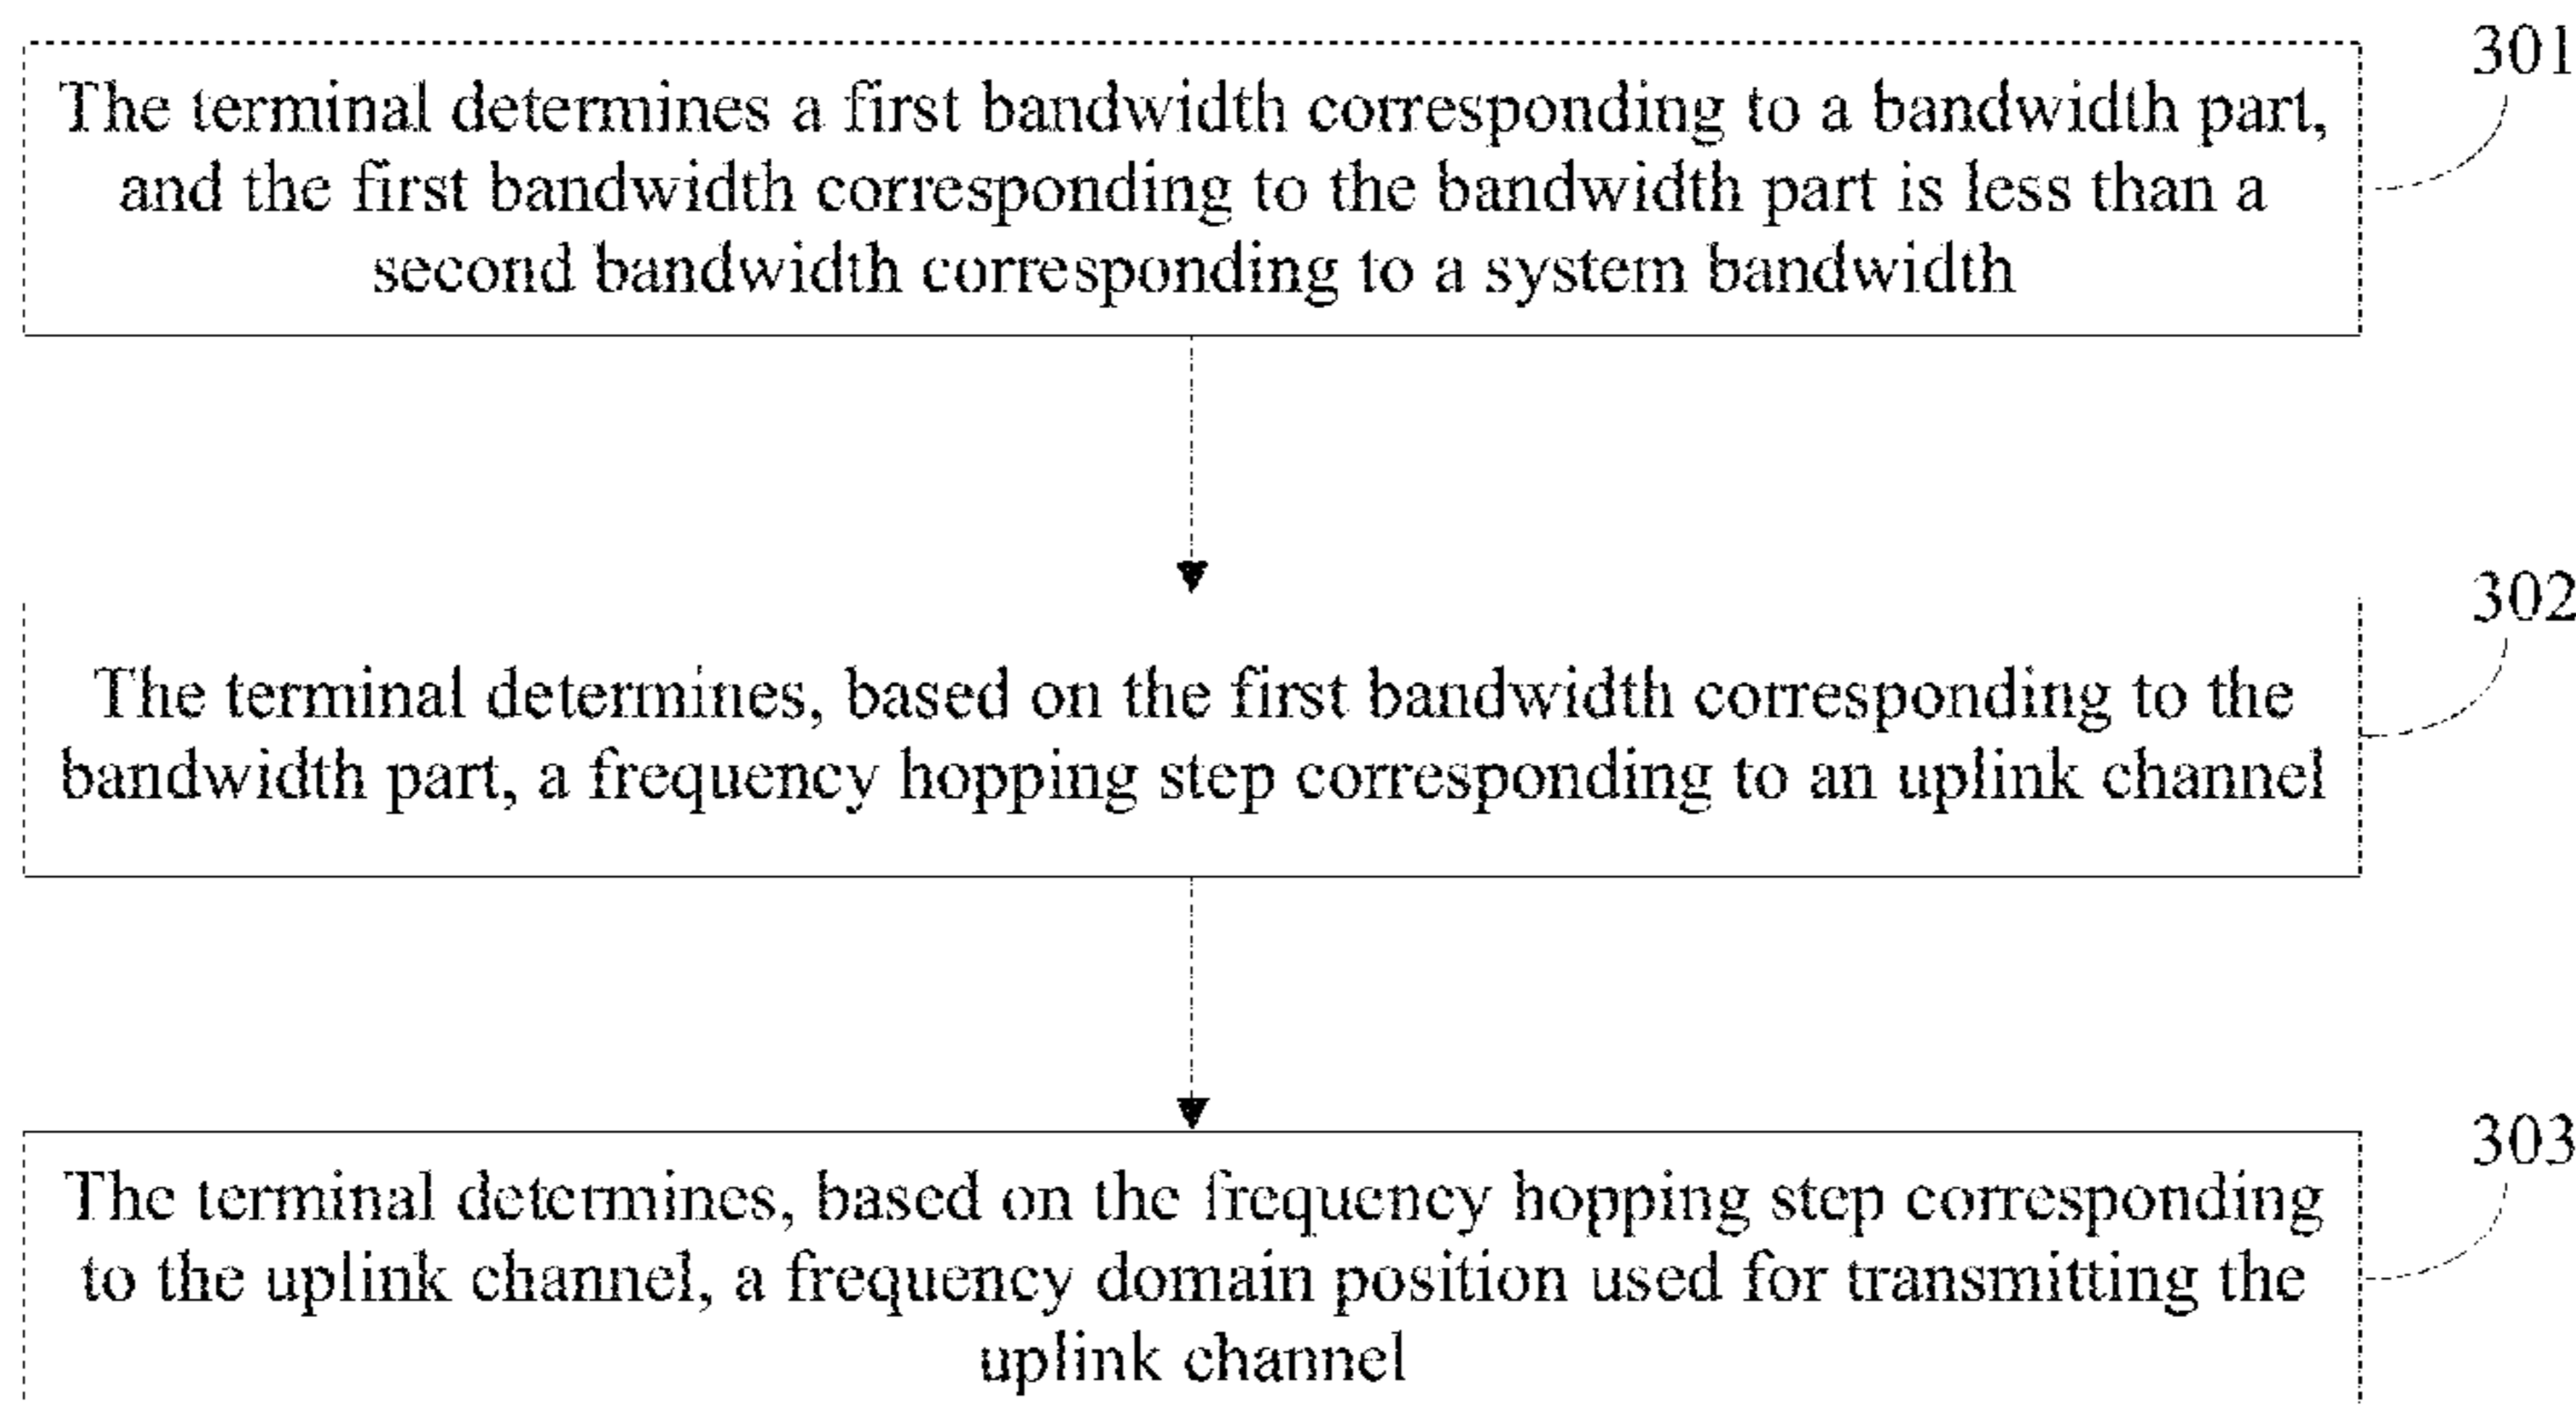 301
The terminal determines a first bandwidth corresponding to a bandwidth part,
and the first bandwidth corresponding to the bandwidth part is less than a
second bandwidth corresponding to a system bandwidth
302
The terminal determines, based on the first bandwidth corresponding to the
bandwidth part, a frequency hopping step corresponding to an uplink channel
303
The terminal determines, based on the frequency hopping step corresponding
to the uplink channel, a frequency domain position used for transmitting the
uplink channel